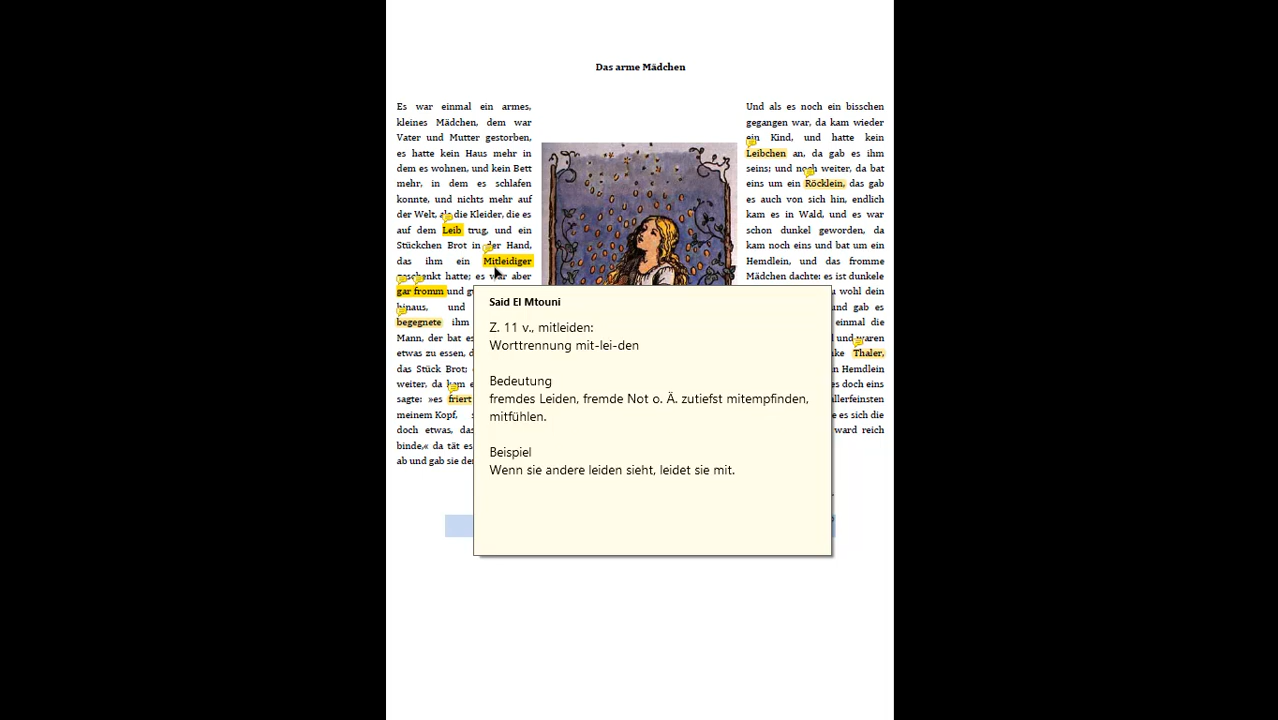 Das arme Mädchen
Es war einmal ein armes,
kleines Mädchen, dem war
Vater und Mutter gestorben,
es hatte kein Haus mehr in
dem es wohnen, und kein Bett
mehr, in dem es schlafen
konnte, und nichts mehr auf
der Welt, als die Kleider, die es
auf dem Leib trug, und ein
Stückchen Brot in der Hand,
das ihm ein Mitleidiger
geschenkt hatte; es war aber
gar fromm und
hinaus, und
begegnete ihm
Mann, der bat es
etwas zu essen,
das Stück Brot;
weiter, da kam
sagte: »es friert
meinem Kopf,
doch etwas, das
binde,« da tät es
ab und gab sie
Said El Mtouni
Z. 11 v., mitleiden:
Worttrennung mit-lei-den
Bedeutung
fremdes Leiden, fremde Not o. Ä. zutiefst mitempfinden,
mitfühlen.
Beispiel
Wenn sie andere leiden sieht, leidet sie mit.
Und als es noch ein bisschen
gegangen war, da kam wieder
ein Kind, und hatte kein
Leibchen an, da gab es ihm
seins; und noch weiter, da bat
eins um ein Röcklein, das gab
es auch von sich hin, endlich
kam es in Wald, und es war
schon dunkel geworden, da
kam noch eins und bat um ein
Hemdlein, und das fromme
Mädchen dachte: es ist dunkele
wohl dein
und gab es
einmal die
und waren
Thaler,
Hemdlein
es doch eins
allerfeinsten
es sich die
ward reich